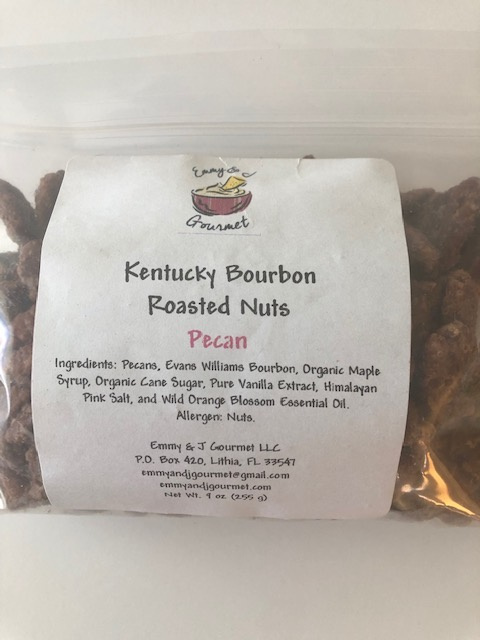 Emmy & J
Gourmet
Kentucky Bourbon
Roasted Nuts
Pecan
Ingredients: Pecans, Evans Williams Bourbon, Organic Maple
Syrup, Organic Cane Sugar, Pure Vanilla Extract, Himalayan
Pink Salt, and Wild Orange Blossom Essential Oil.
Allergen: Nuts.
Emmy & J Gourmet LLC
P.O. Box 420, Lithia, FL 33547
emmyandjgourmet@gmail.com
emmyandjgourmet.com
Net Wt. 9 oz (255 g)